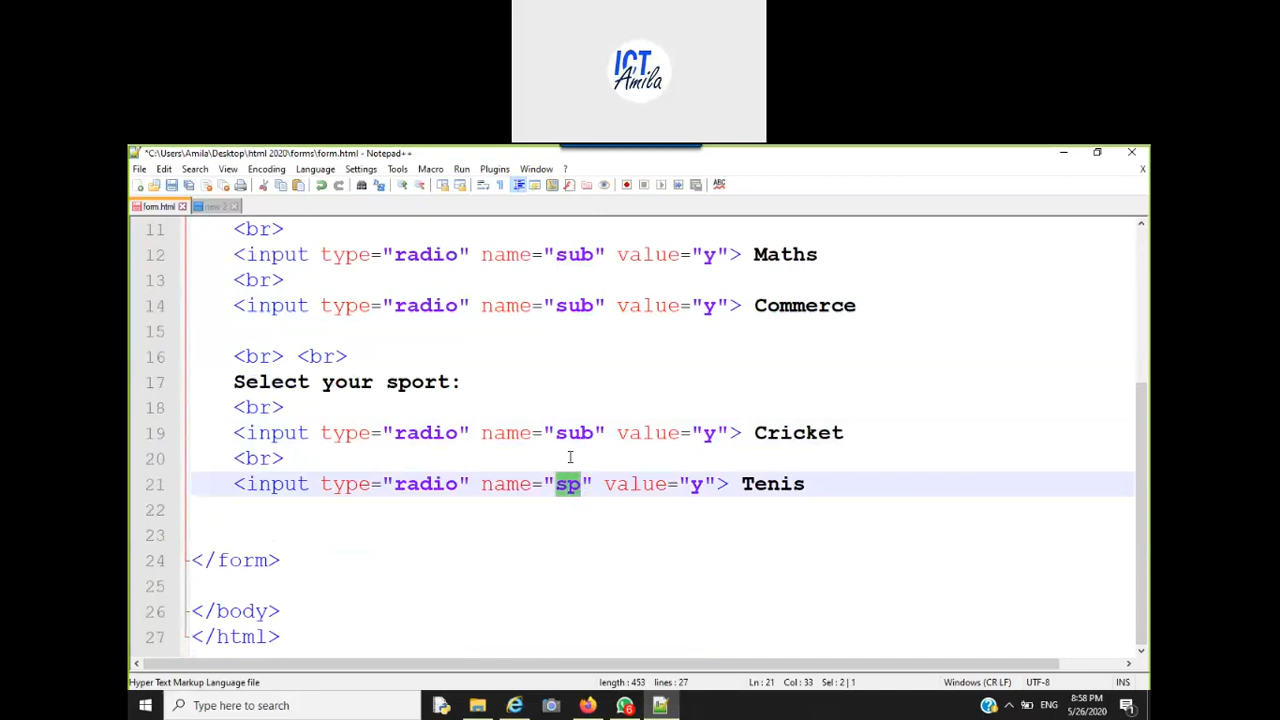 ICT
Amila
*C:\Users\Amila\Desktop\html 2020\forms\form.html - Notepad++
File Edit Search View Encoding Language Settings Tools Macro Run Plugins Window ? X
form.html new 2
11 <br>
12 <input type="radio" name="sub" value="y"> Maths
13 <br>
14 <input type="radio" name="sub" value="y"> Commerce
15
16 <br> <br>
17 Select your sport:
18 <br>
19 <input type="radio" name="sub" value="y"> Cricket
20 <br>
21 <input type="radio" name="sp" value="y"> Tenis
22
23
24 </form>
25
26 </body>
27 </html>
Hyper Text Markup Language file length : 453 lines : 27 Ln : 21 Col : 33 Sel : 2 | 1 Windows (CR LF) UTF-8 INS
Type here to search ENG 8:58 PM
5/26/2020